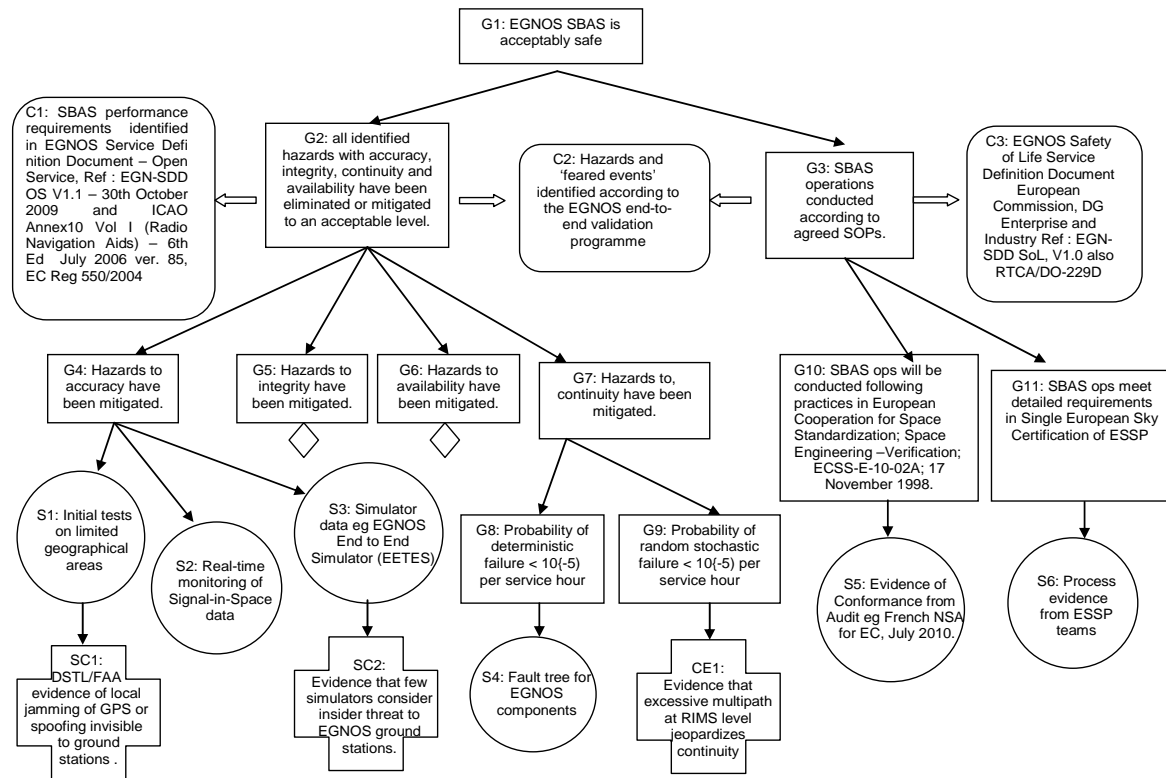 G1: EGNOS SBAS is
acceptably safe
C1: SBAS performance
requirements identified
in EGNOS Service Defi
nition Document – Open
Service, Ref : EGN-SDD
OS V1.1 – 30th October
2009 and ICAO
Annex10 Vol I (Radio
Navigation Aids) – 6th
Ed July 2006 ver. 85,
EC Reg 550/2004
G2: all identified
hazards with accuracy,
integrity, continuity and
availability have been
eliminated or mitigated
to an acceptable level.
C2: Hazards and
'feared events'
identified according to
the EGNOS end-to-
end validation
programme
G3: SBAS
operations
conducted
according to
agreed SOPs.
C3: EGNOS Safety
of Life Service
Definition Document
European
Commission, DG
Enterprise and
Industry Ref : EGN-
SDD SoL, V1.0 also
RTCA/DO-229D
G4: Hazards to
accuracy have
been mitigated.
G5: Hazards to
integrity have
been mitigated.
G6: Hazards to
availability have
been mitigated.
G7: Hazards to,
continuity have been
mitigated.
G10: SBAS ops will be
conducted following
practices in European
Cooperation for Space
Standardization; Space
Engineering –Verification;
ECSS-E-10-02A; 17
November 1998.
G11: SBAS ops meet
detailed requirements
in Single European Sky
Certification of ESSP
S1: Initial tests
on limited
geographical
areas
S2: Real-time
monitoring of
Signal-in-Space
data
S3: Simulator
data eg EGNOS
End to End
Simulator (EETES)
G8: Probability of
deterministic
failure < 10{-5)
per service hour
G9: Probability of
random stochastic
failure < 10{-5) per
service hour
S5: Evidence of
Conformance from
Audit eg French NSA
for EC, July 2010.
S6: Process
evidence
from ESSP
teams
SC1:
DSTL/FAA
evidence of local
jamming of GPS or
spoofing invisible
to ground
stations .
SC2:
Evidence that few
simulators consider
insider threat to
EGNOS ground
stations.
S4: Fault tree for
EGNOS
components
CE1:
Evidence that
excessive multipath
at RIMS level
jeopardizes
continuity